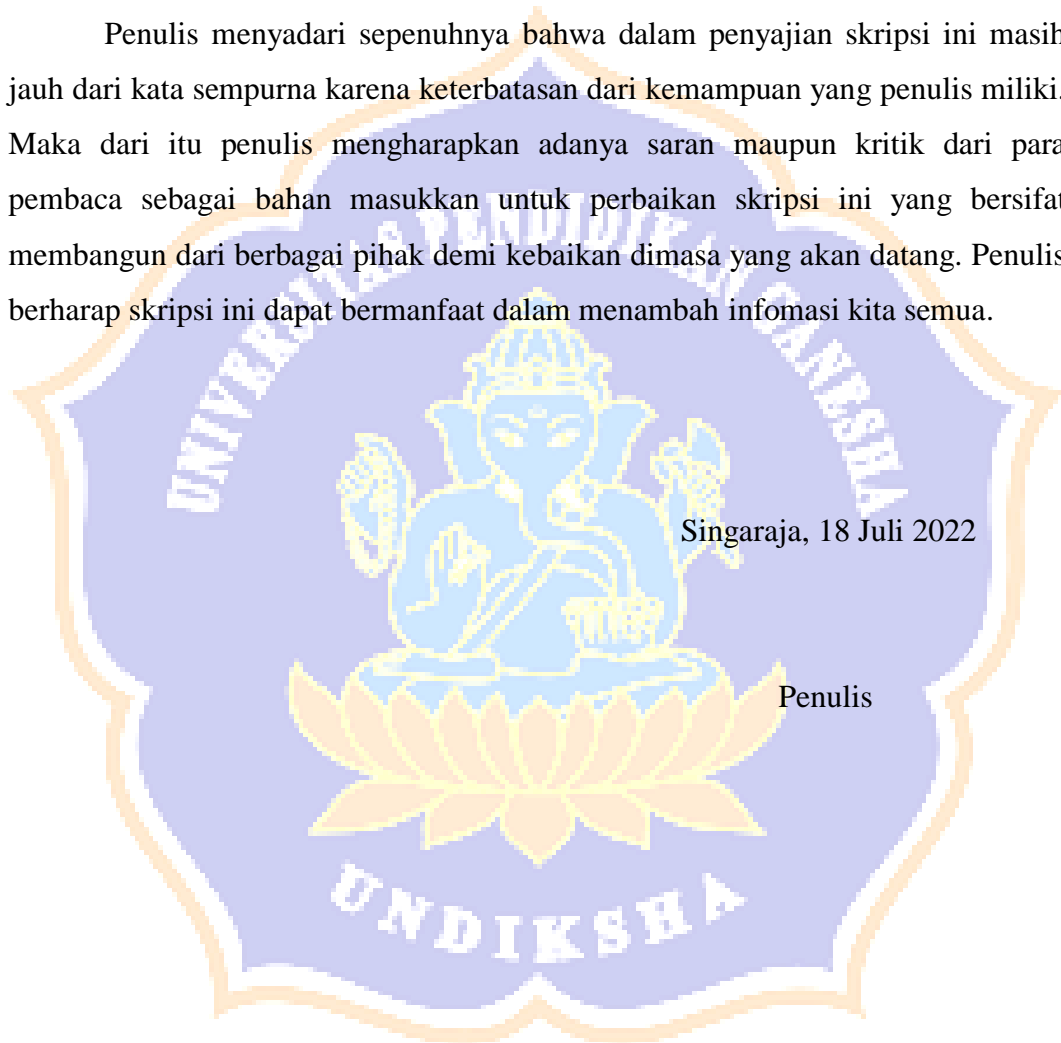 Penulis menyadari sepenuhnya bahwa dalam penyajian skripsi ini masih
jauh dari kata sempurna karena keterbatasan dari kemampuan yang penulis miliki.
Maka dari itu penulis mengharapkan adanya saran maupun kritik dari para
pembaca sebagai bahan masukkan untuk perbaikan skripsi ini yang bersifat
membangun dari berbagai pihak demi kebaikan dimasa yang akan datang. Penulis
berharap skripsi ini dapat bermanfaat dalam menambah infomasi kita semua.
UNIVERSITAS PENDIDIKAN GANESHA
Singaraja, 18 Juli 2022
Penulis
UNDIKSHA